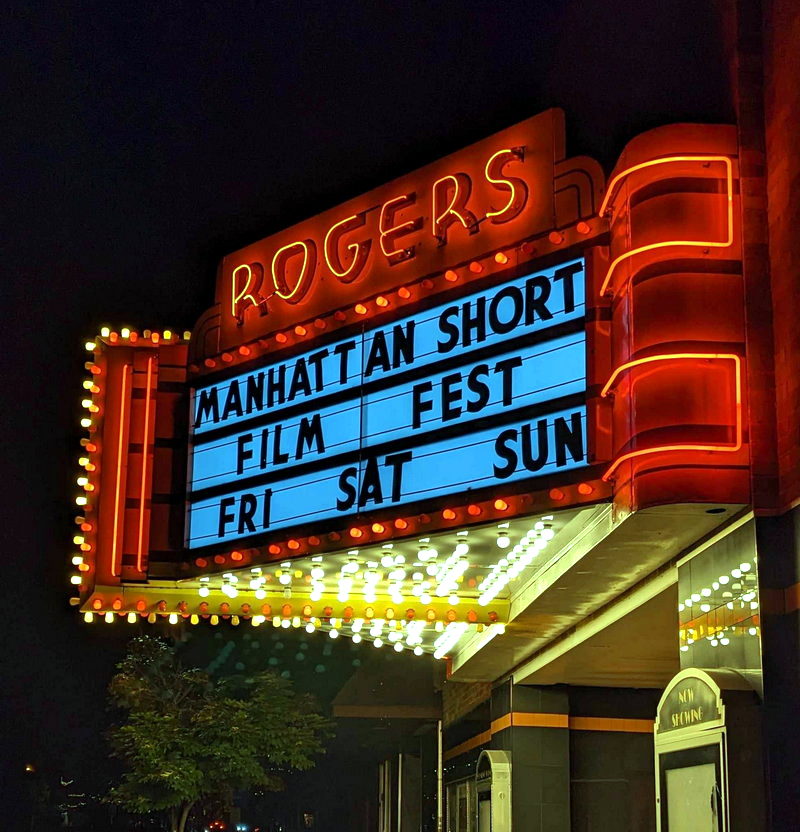 ROGERS
MANHATTAN SHORT
FILM FEST
FRI SAT SUN
NOW
SHOWING